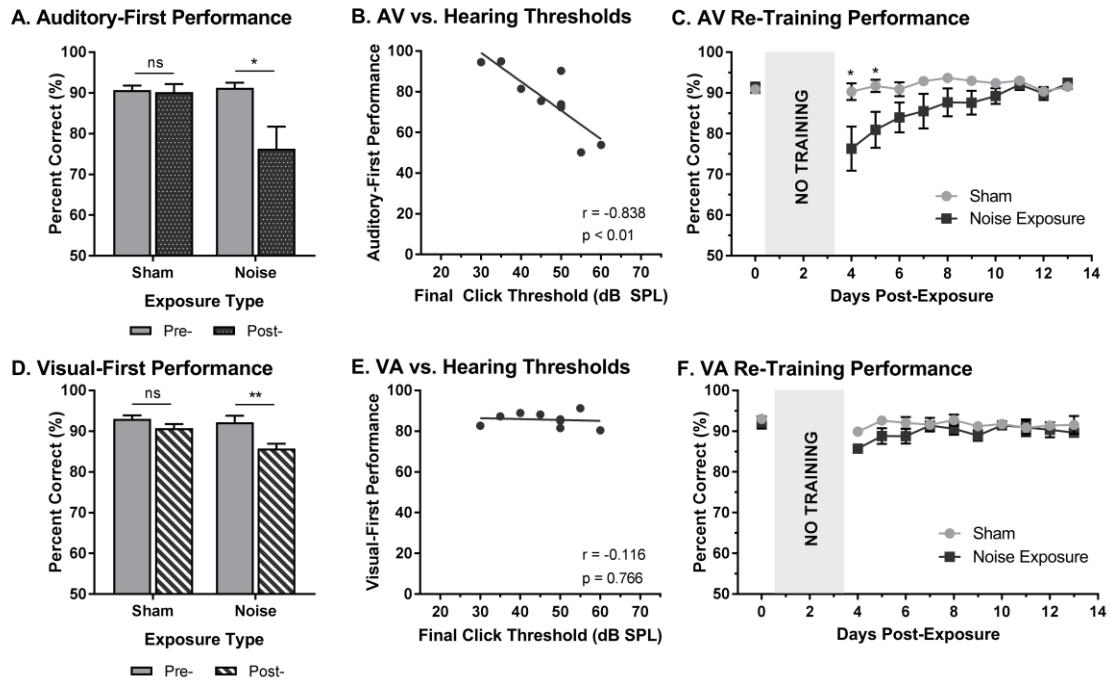 A. Auditory-First Performance
Percent Correct (%)
100
90
80
70
60
50
ns
*
Sham
Noise
Exposure Type
Pre-
Post-
B. AV vs. Hearing Thresholds
Auditory-First Performance
100
80
60
40
20
0
r = -0.838
p < 0.01
20 30 40 50 60 70
Final Click Threshold (dB SPL)
C. AV Re-Training Performance
Percent Correct (%)
100
90
80
70
60
50
* *
NO TRAINING
Sham
Noise Exposure
0 2 4 6 8 10 12 14
Days Post-Exposure
D. Visual-First Performance
Percent Correct (%)
100
90
80
70
60
50
ns
**
Sham
Noise
Exposure Type
Pre-
Post-
E. VA vs. Hearing Thresholds
Visual-First Performance
100
80
60
40
20
0
r = -0.116
p = 0.766
20 30 40 50 60 70
Final Click Threshold (dB SPL)
F. VA Re-Training Performance
Percent Correct (%)
100
90
80
70
60
50
NO TRAINING
Sham
Noise Exposure
0 2 4 6 8 10 12 14
Days Post-Exposure